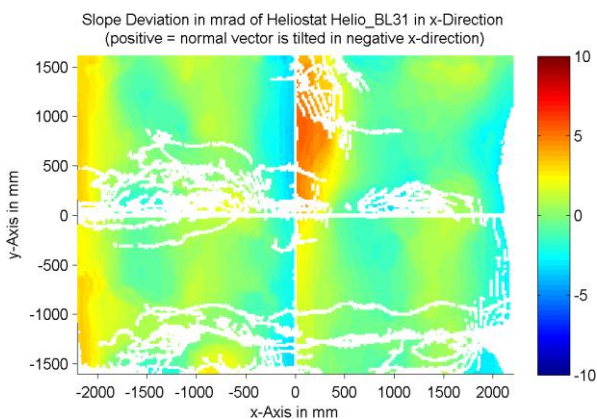 Slope Deviation in mrad of Heliostat Helio_BL31 in x-Direction
(positive = normal vector is tilted in negative x-direction)
1500
1000
500
0
-500
-1000
-1500
y-Axis in mm
-2000 -1500 -1000 -500 0 500 1000 1500 2000
x-Axis in mm
10
5
0
-5
-10